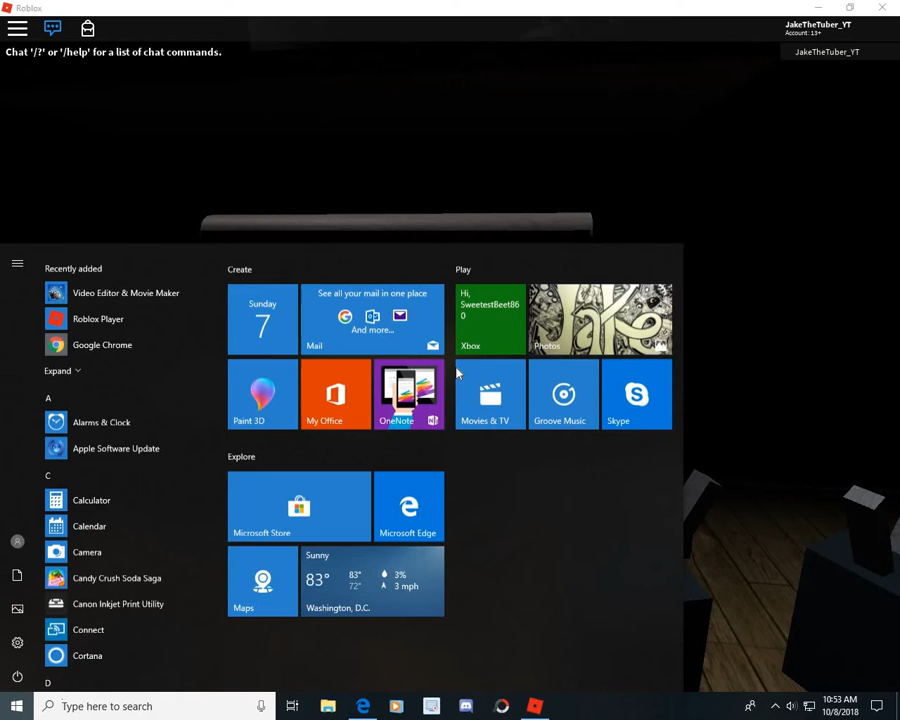 Roblox
JakeTheTuber_YT
Account: 13+
Chat '/?' or '/help' for a list of chat commands.
JakeTheTuber_YT
Recently added
Video Editor & Movie Maker
Roblox Player
Google Chrome
Expand
A
Alarms & Clock
Apple Software Update
C
Calculator
Calendar
Camera
Candy Crush Soda Saga
Canon Inkjet Print Utility
Connect
Cortana
D
Create
Sunday
7
See all your mail in one place
And more...
Mail
Paint 3D
My Office
OneNote
Explore
Microsoft Store
Microsoft Edge
Maps
Sunny
83°
83°
72°
3%
3 mph
Washington, D.C.
Play
Hi,
SweetestBeet86
0
Xbox
Jake
Photos
Movies & TV
Groove Music
Skype
Type here to search
10:53 AM
10/8/2018